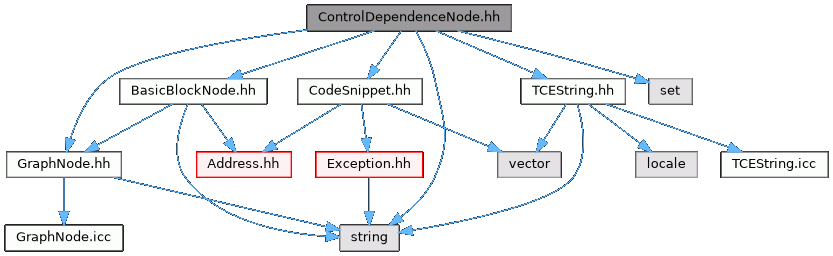 ControlDependenceNode.hh
BasicBlockNode.hh
CodeSnippet.hh
TCEString.hh
set
GraphNode.hh
Address.hh
Exception.hh
vector
locale
TCEString.icc
GraphNode.icc
string